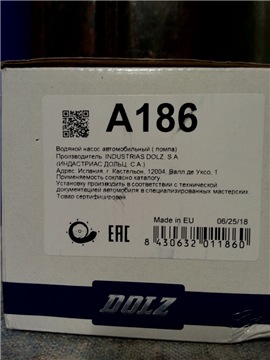 A186
Водяной насос автомобильный ( помпа)
Производитель: INDUSTRIAS DOLZ, S.A
(ИНДАСТРИАС ДОЛЬЦ, С.А.)
Адрес: Испания, г. Кастельон, 12004, Валл де Уксо, 1
Применяемость согласно каталогу
Установку производить в соответствии с технической
документацией автомобиля в специализированных мастерских.
Товар сертифицирован
Made in EU 06/25/18
EAC
8 430632 011860
DOLZ